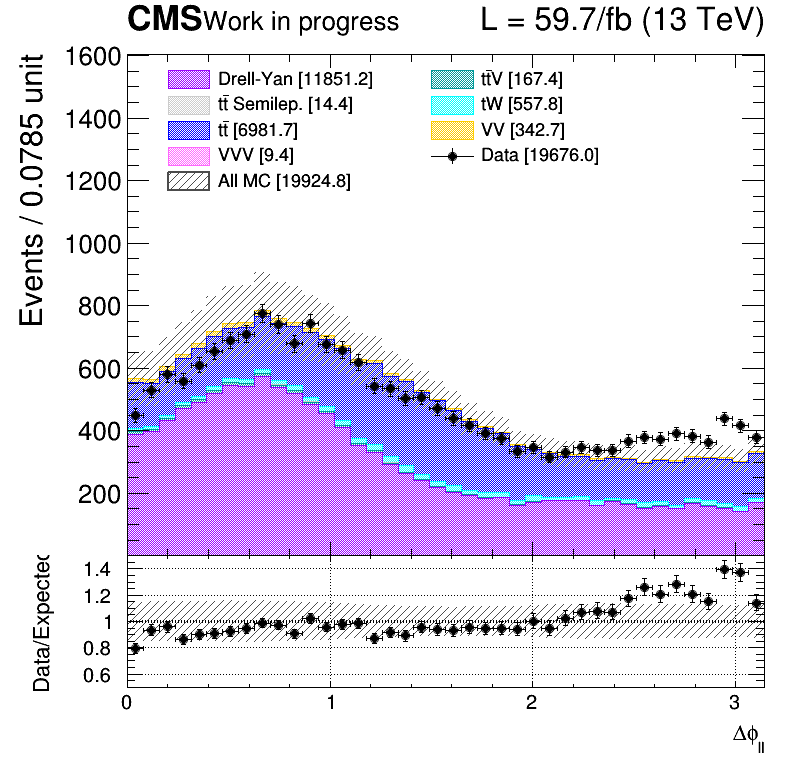 CMS Work in progress L = 59.7/fb (13 TeV)
Events / 0.0785 unit
1600
1400
1200
1000
800
600
400
200
Drell-Yan [11851.2]
tt̄ Semilep. [14.4]
tt̄ [6981.7]
VVV [9.4]
All MC [19924.8]
tt̄V [167.4]
tW [557.8]
VV [342.7]
Data [19676.0]
Data/Expected
1.4
1.2
1
0.8
0.6
0 1 2 3
Δϕll